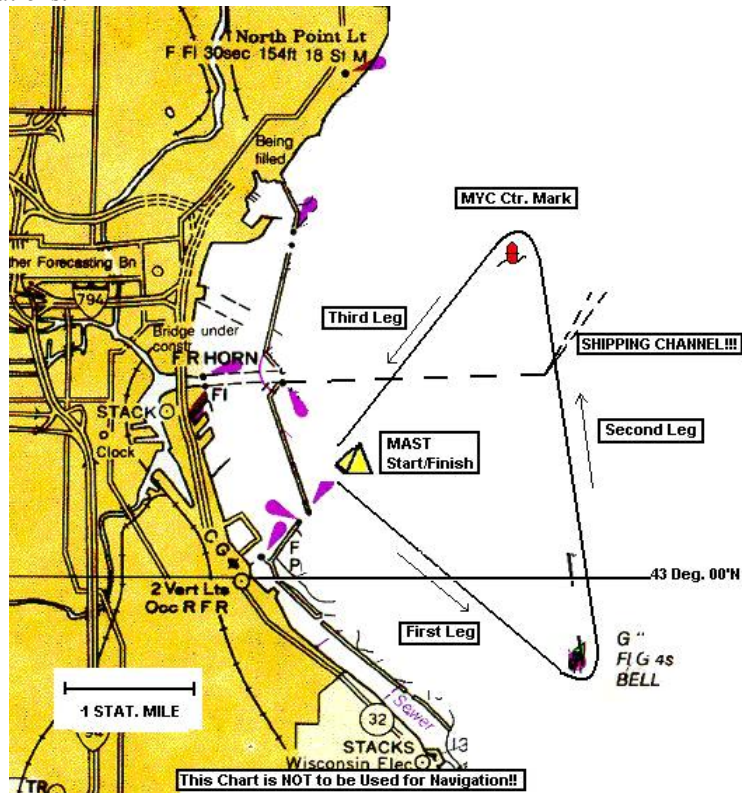 North Point Lt
F Fl 30sec 154ft 18 St M
Being
filled
MYC Ctr. Mark
ther Forecasting Bn
794
Bridge under
constr
Third Leg
SHIPPING CHANNEL!!!
F R HORN
Fl
STACK
Clock
MAST
Start/Finish
Second Leg
C G
F
2 Vert Lts
Occ R F R
43 Deg. 00'N
First Leg
G "
Fl G 4s
BELL
1 STAT. MILE
Sewer
32
STACKS
Wisconsin Elec
94
This Chart is NOT to be Used for Navigation!!
TR